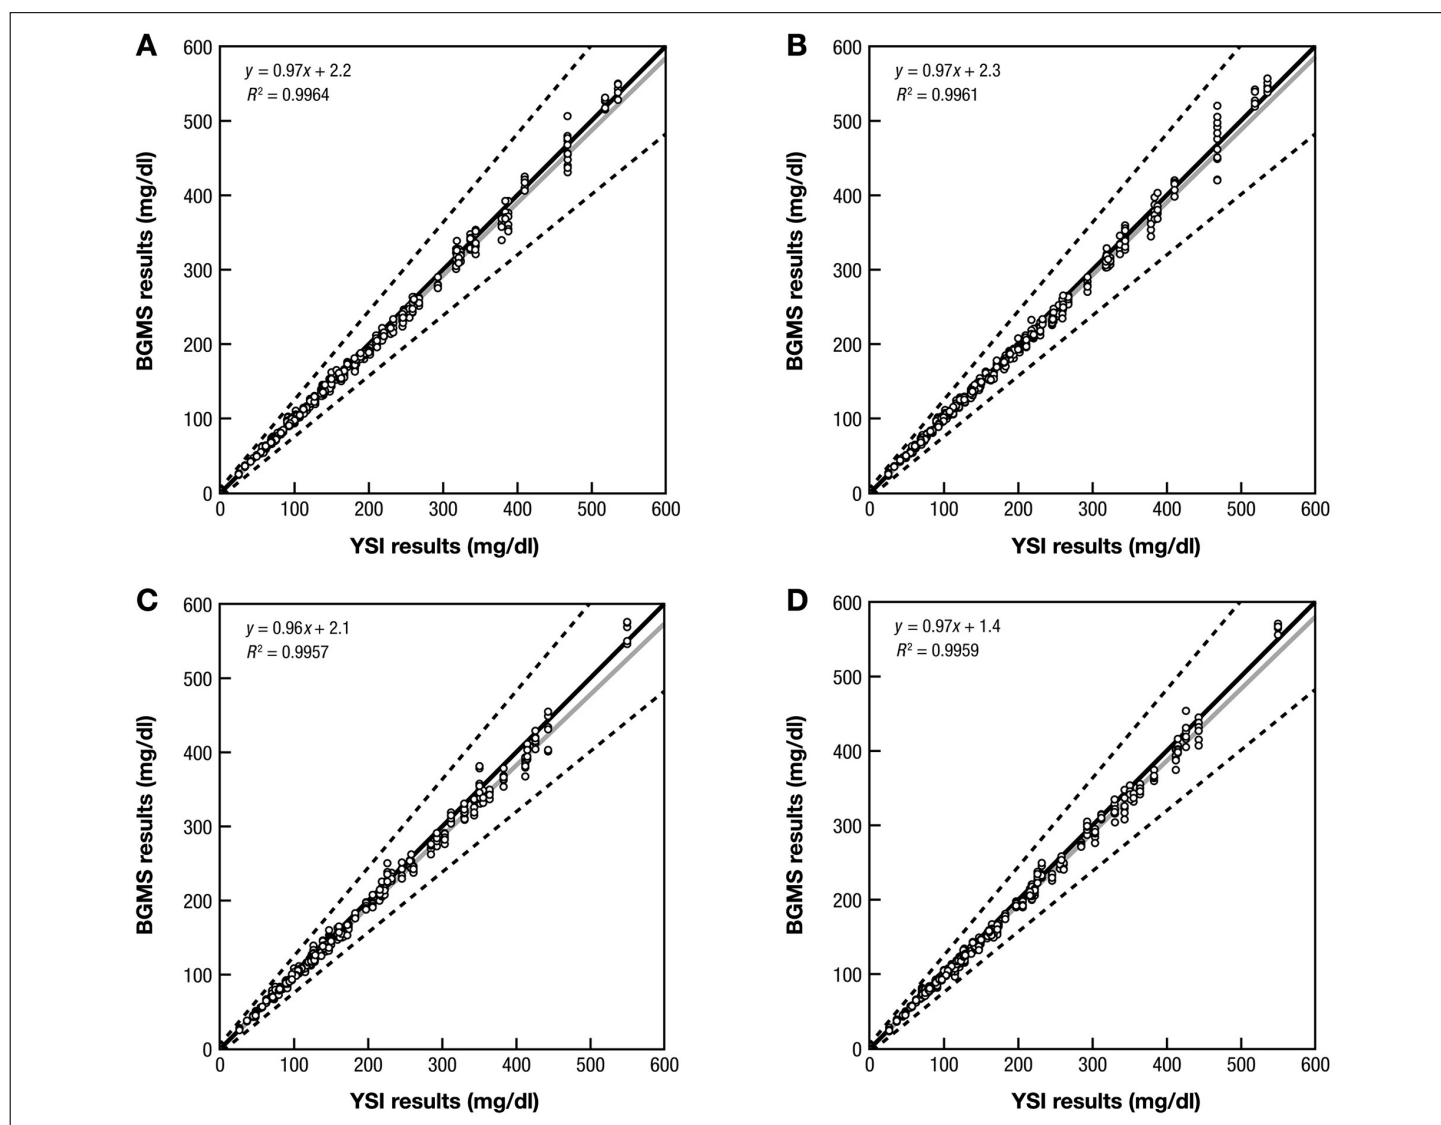 A
600
500
400
300
200
100
0
y = 0.97x + 2.2
R² = 0.9964
BGMS results (mg/dl)
0 100 200 300 400 500 600
YSI results (mg/dl)
B
600
500
400
300
200
100
0
y = 0.97x + 2.3
R² = 0.9961
BGMS results (mg/dl)
0 100 200 300 400 500 600
YSI results (mg/dl)
C
600
500
400
300
200
100
0
y = 0.96x + 2.1
R² = 0.9957
BGMS results (mg/dl)
0 100 200 300 400 500 600
YSI results (mg/dl)
D
600
500
400
300
200
100
0
y = 0.97x + 1.4
R² = 0.9959
BGMS results (mg/dl)
0 100 200 300 400 500 600
YSI results (mg/dl)